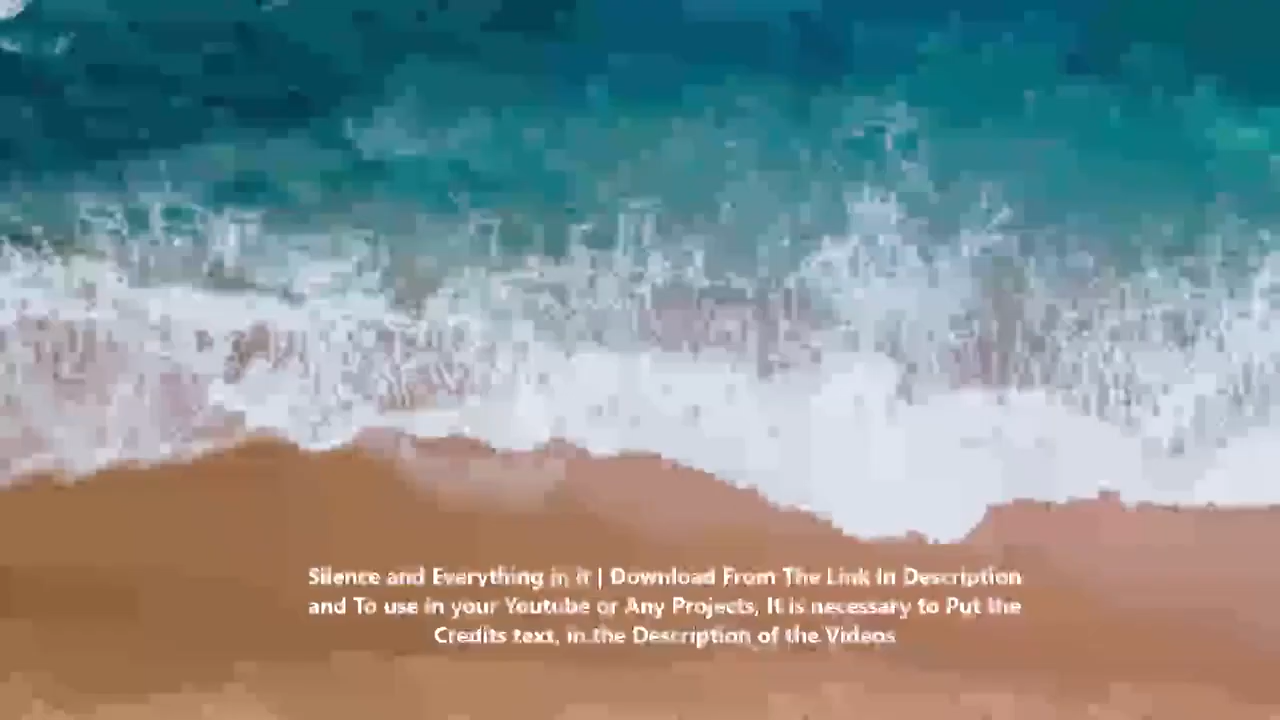 Silence and Everything in it | Download From The Link In Description
and To use in your Youtube or Any Projects, It is necessary to Put the
Credits text, in the Description of the Videos